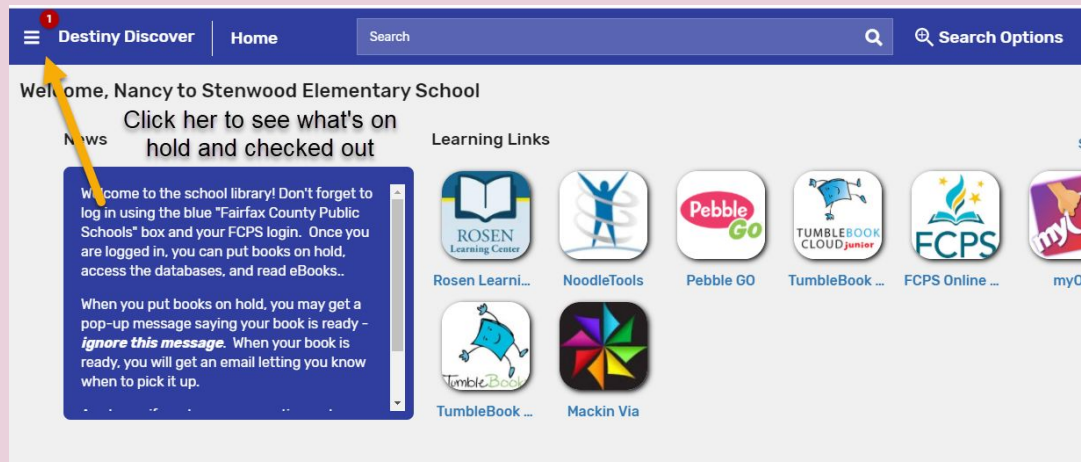 1
Destiny Discover
Home
Search
Search Options
Welcome, Nancy to Stenwood Elementary School
Click her to see what's on
hold and checked out
News
Learning Links
Welcome to the school library! Don't forget to
log in using the blue "Fairfax County Public
Schools" box and your FCPS login. Once you
are logged in, you can put books on hold,
access the databases, and read eBooks..
When you put books on hold, you may get a
pop-up message saying your book is ready -
ignore this message. When your book is
ready, you will get an email letting you know
when to pick it up.
ROSEN
Learning Center
Pebble
Go
TUMBLEBOOK
CLOUD junior
FCPS
Rosen Learni...
NoodleTools
Pebble GO
TumbleBook ...
FCPS Online ...
myO
TumbleBook
TumbleBook ...
Mackin Via